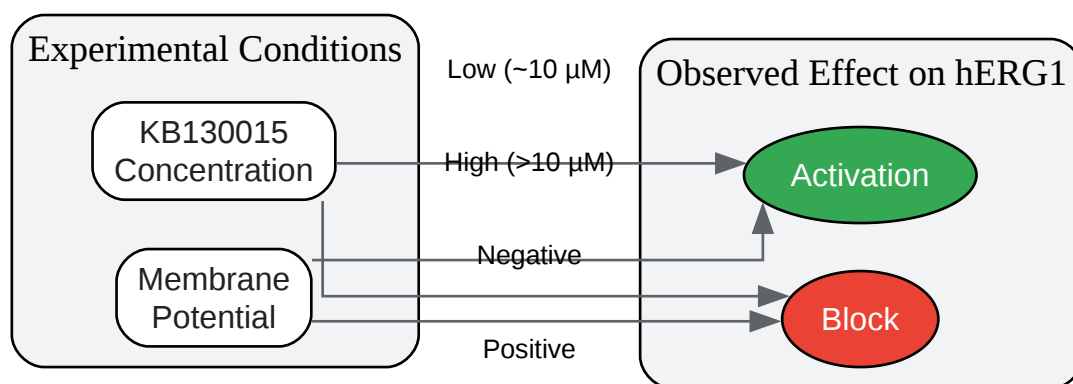 Experimental Conditions
KB130015
Concentration
Membrane
Potential
Low (~10 µM)
High (>10 µM)
Negative
Positive
Observed Effect on hERG1
Activation
Block